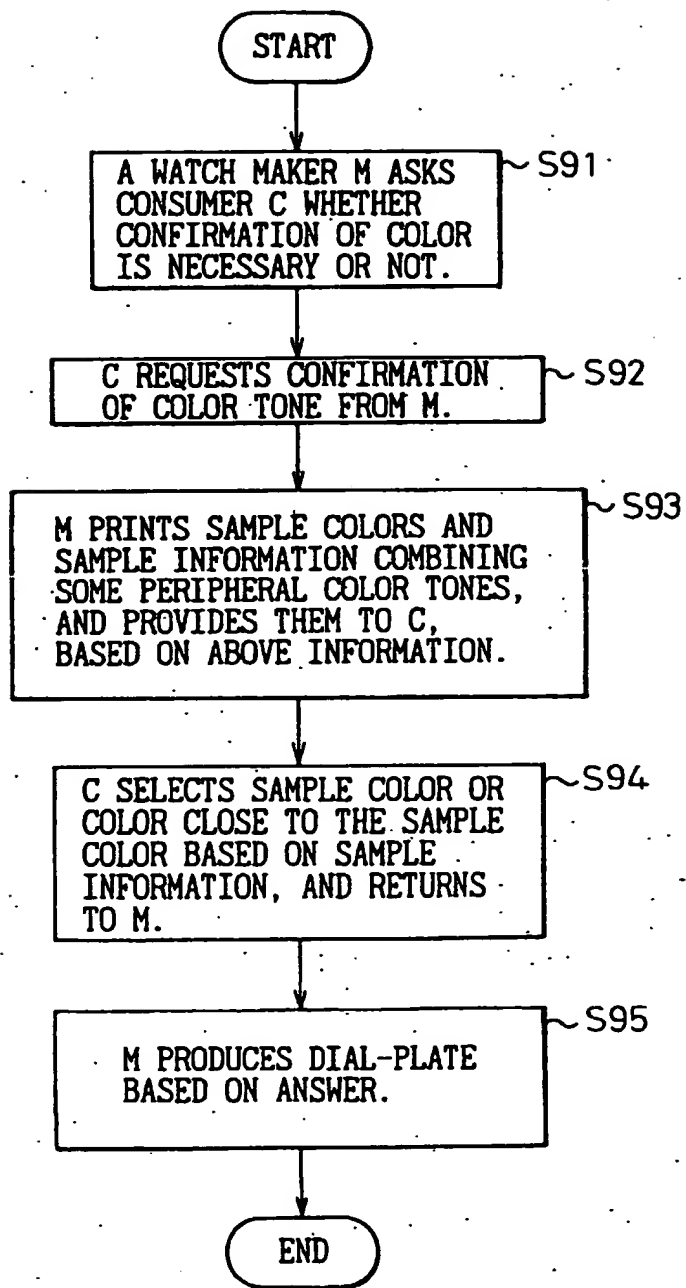 START
A WATCH MAKER M ASKS
CONSUMER C WHETHER
CONFIRMATION OF COLOR
IS NECESSARY OR NOT.
S91
C REQUESTS CONFIRMATION
OF COLOR TONE FROM M.
S92
M PRINTS SAMPLE COLORS AND
SAMPLE INFORMATION COMBINING
SOME PERIPHERAL COLOR TONES,
AND PROVIDES THEM TO C,
BASED ON ABOVE INFORMATION.
S93
C SELECTS SAMPLE COLOR OR
COLOR CLOSE TO THE SAMPLE
COLOR BASED ON SAMPLE
INFORMATION, AND RETURNS
TO M.
S94
M PRODUCES DIAL-PLATE
BASED ON ANSWER.
S95
END